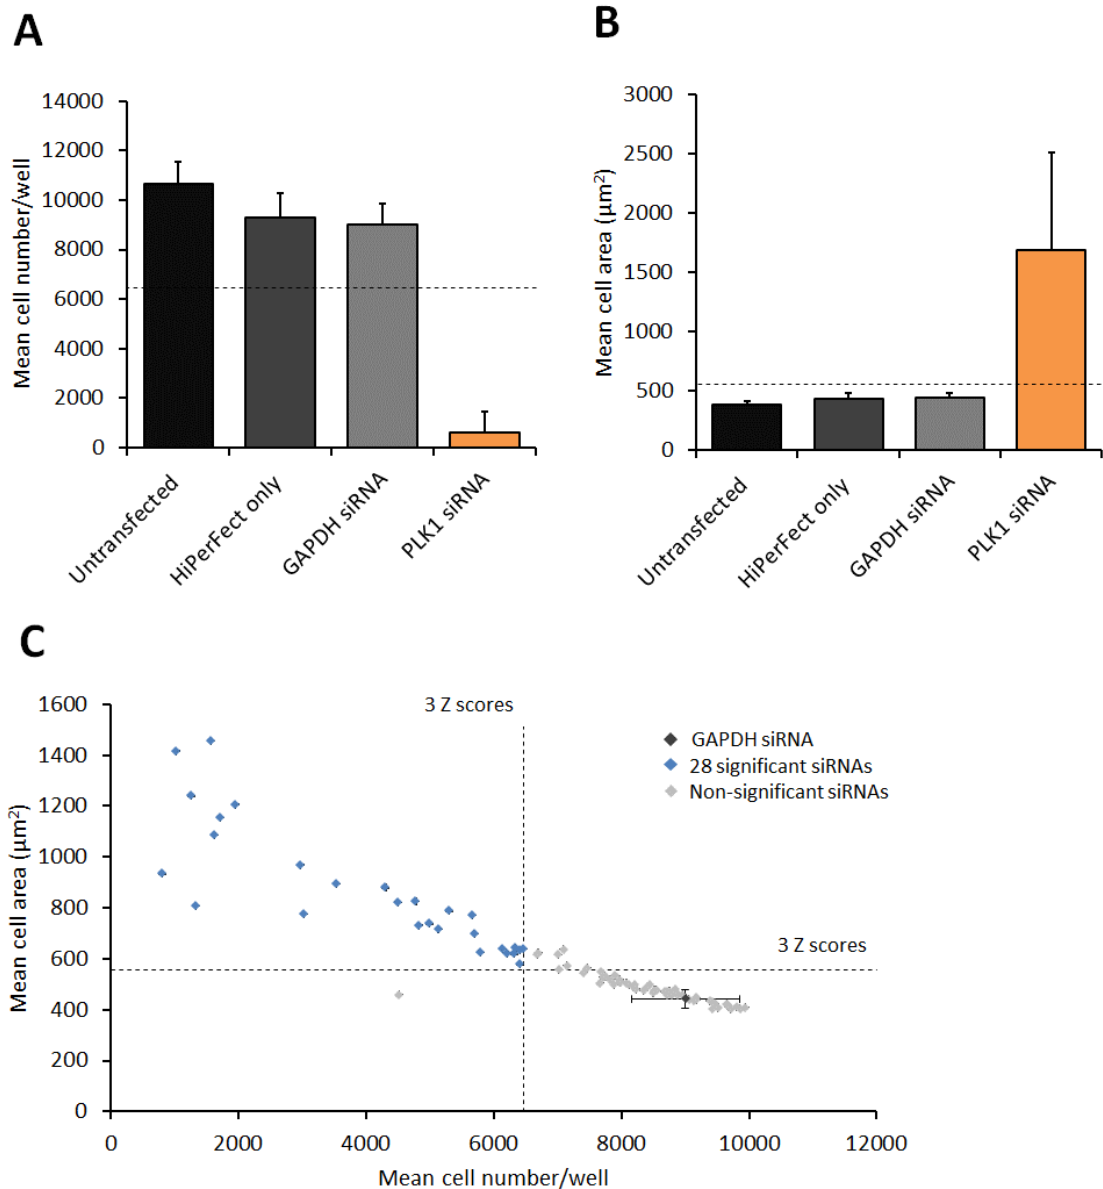 A
Mean cell number/well
14000
12000
10000
8000
6000
4000
2000
0
Untransfected
HiPerFect only
GAPDH siRNA
PLK1 siRNA
B
Mean cell area (µm²)
3000
2500
2000
1500
1000
500
0
Untransfected
HiPerFect only
GAPDH siRNA
PLK1 siRNA
C
Mean cell area (µm²)
1600
1400
1200
1000
800
600
400
200
0
3 Z scores
GAPDH siRNA
28 significant siRNAs
Non-significant siRNAs
3 Z scores
0 2000 4000 6000 8000 10000 12000
Mean cell number/well